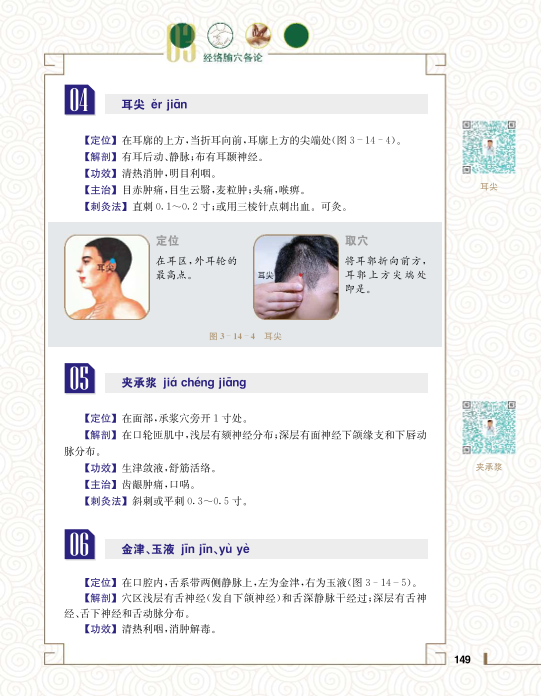 03
经络腧穴各论
04
耳尖 ěr jiān
【定位】在耳廓的上方，当折耳向前，耳廓上方的尖端处(图3-14-4)。
【解剖】有耳后动、静脉；布有耳颞神经。
【功效】清热消肿，明目利咽。
【主治】目赤肿痛，目生云翳，麦粒肿；头痛，喉痹。
【刺灸法】直刺0.1～0.2寸；或用三棱针点刺出血。可灸。
耳尖
定位
在耳区，外耳轮的
最高点。
耳尖
耳尖
取穴
将耳郭折向前方，
耳郭上方尖端处
即是。
图3-14-4 耳尖
05
夹承浆 jiá chéng jiāng
【定位】在面部，承浆穴旁开1寸处。
【解剖】在口轮匝肌中，浅层有颏神经分布；深层有面神经下颌缘支和下唇动
脉分布。
【功效】生津敛液，舒筋活络。
【主治】齿龈肿痛，口㖞。
【刺灸法】斜刺或平刺0.3～0.5寸。
夹承浆
06
金津、玉液 jīn jīn、yù yè
【定位】在口腔内，舌系带两侧静脉上，左为金津，右为玉液(图3-14-5)。
【解剖】穴区浅层有舌神经(发自下颌神经)和舌深静脉干经过；深层有舌神
经、舌下神经和舌动脉分布。
【功效】清热利咽，消肿解毒。
149